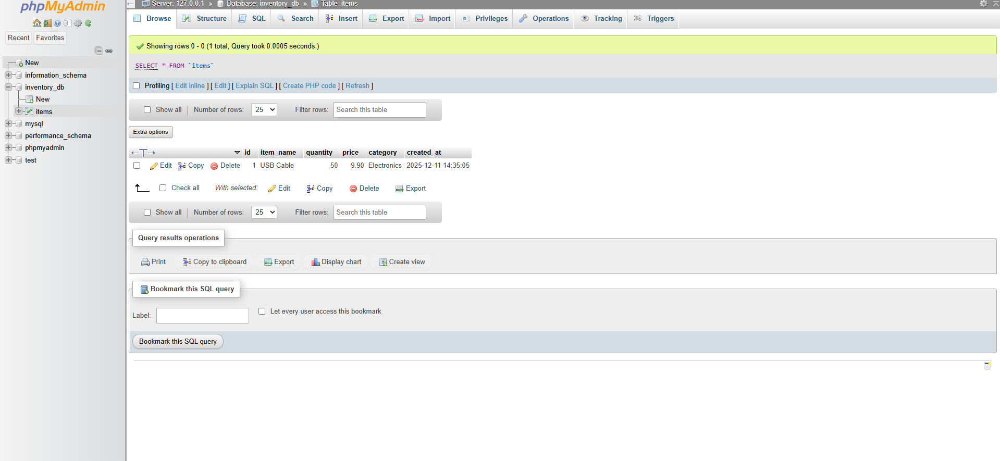 phpMyAdmin
Recent Favorites
New
information_schema
inventory_db
New
items
mysql
performance_schema
phpmyadmin
test
Server: 127.0.0.1 » Database: inventory_db » Table: items
Browse Structure SQL Search Insert Export Import Privileges Operations Tracking Triggers
Showing rows 0 - 0 (1 total, Query took 0.0005 seconds.)
SELECT * FROM `items`
Profiling [ Edit inline ] [ Edit ] [ Explain SQL ] [ Create PHP code ] [ Refresh ]
Show all Number of rows: 25 Filter rows: Search this table
Extra options
id item_name quantity price category created_at
Edit Copy Delete 1 USB Cable 50 9.90 Electronics 2025-12-11 14:35:05
Check all With selected: Edit Copy Delete Export
Show all Number of rows: 25 Filter rows: Search this table
Query results operations
Print Copy to clipboard Export Display chart Create view
Bookmark this SQL query
Label: Let every user access this bookmark
Bookmark this SQL query